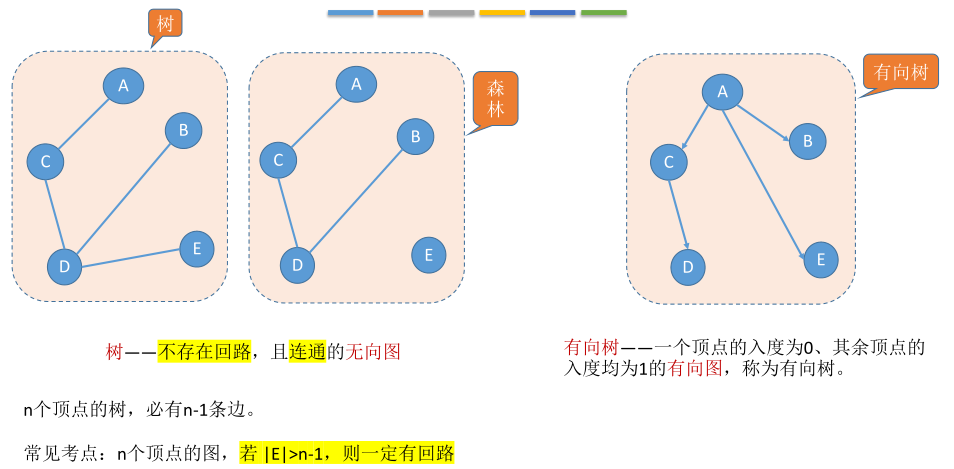 树
A
B
C
D
E
森
林
A
B
C
D
E
有向树
A
B
C
D
E
树——不存在回路，且连通的无向图
n个顶点的树，必有n-1条边。
常见考点：n个顶点的图，若 |E|>n-1，则一定有回路
有向树——一个顶点的入度为0、其余顶点的
入度均为1的有向图，称为有向树。